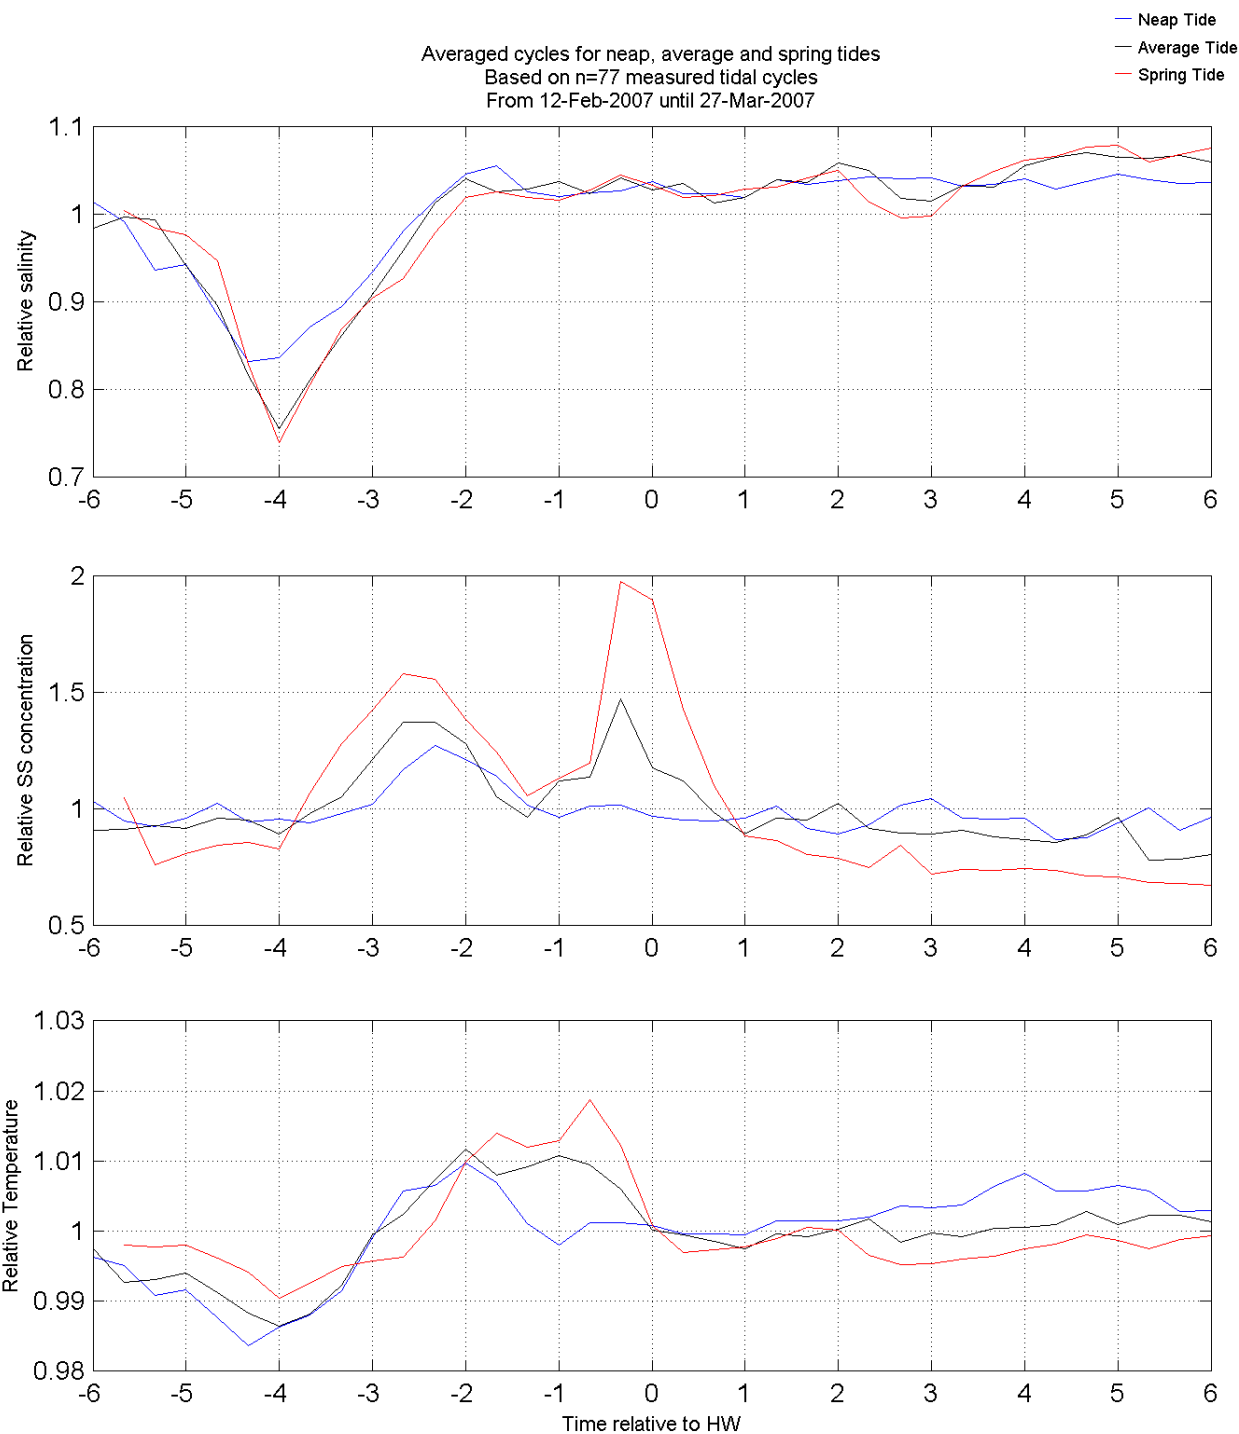 Neap Tide
Average Tide
Spring Tide
Averaged cycles for neap, average and spring tides
Based on n=77 measured tidal cycles
From 12-Feb-2007 until 27-Mar-2007
1.1
1
0.9
0.8
0.7
Relative salinity
-6 -5 -4 -3 -2 -1 0 1 2 3 4 5 6
2
1.5
1
0.5
Relative SS concentration
-6 -5 -4 -3 -2 -1 0 1 2 3 4 5 6
1.03
1.02
1.01
1
0.99
0.98
Relative Temperature
-6 -5 -4 -3 -2 -1 0 1 2 3 4 5 6
Time relative to HW